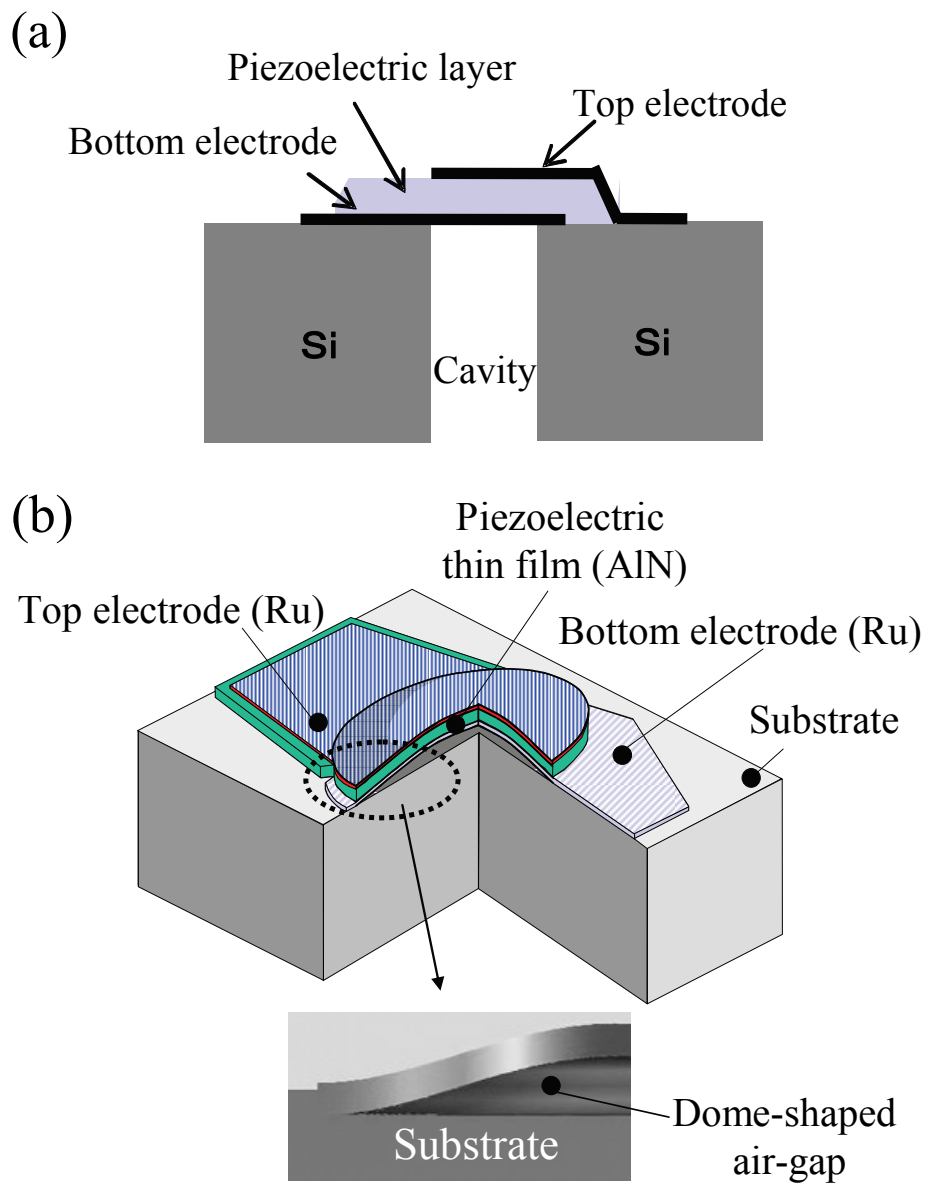 (a)
Piezoelectric layer
Top electrode
Bottom electrode
Si
Si
Cavity
(b)
Piezoelectric
thin film (AlN)
Top electrode (Ru)
Bottom electrode (Ru)
Substrate
Substrate
Dome-shaped
air-gap